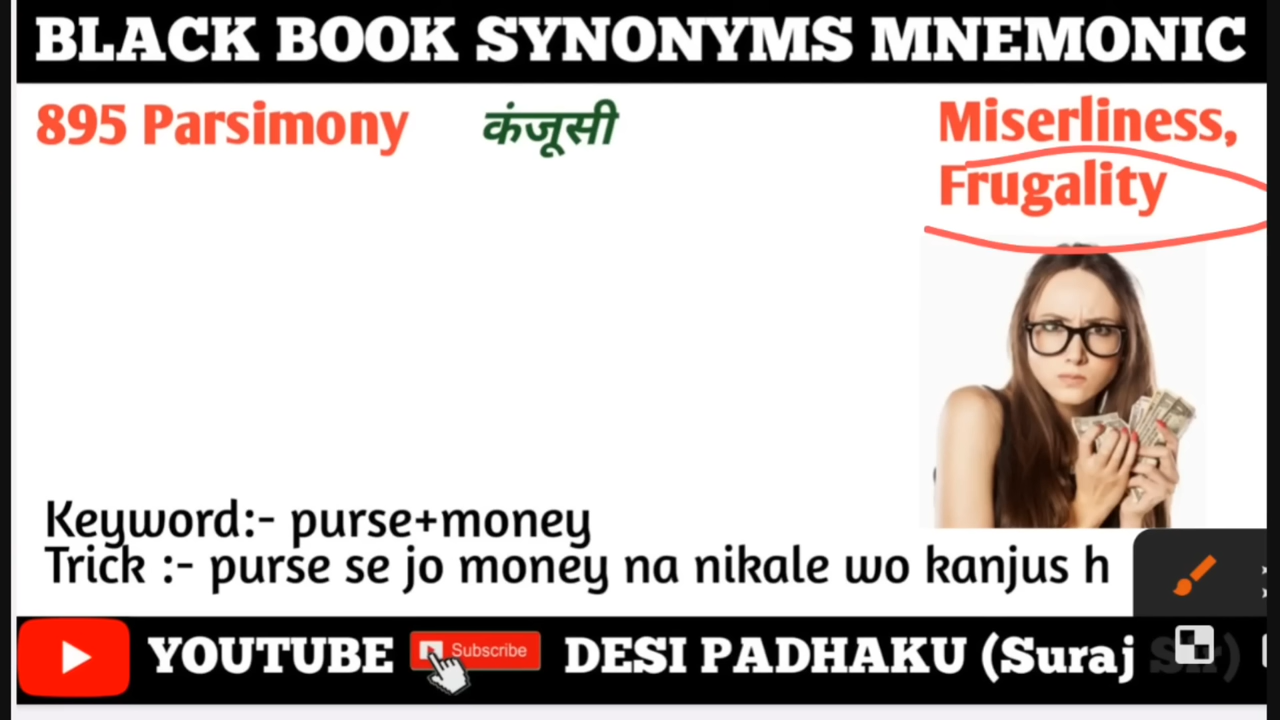 BLACK BOOK SYNONYMS MNEMONIC
895 Parsimony कंजूसी Miserliness,
Frugality
Keyword:- purse+money
Trick :- purse se jo money na nikale wo kanjus h
YOUTUBE Subscribe DESI PADHAKU (Suraj Sir)